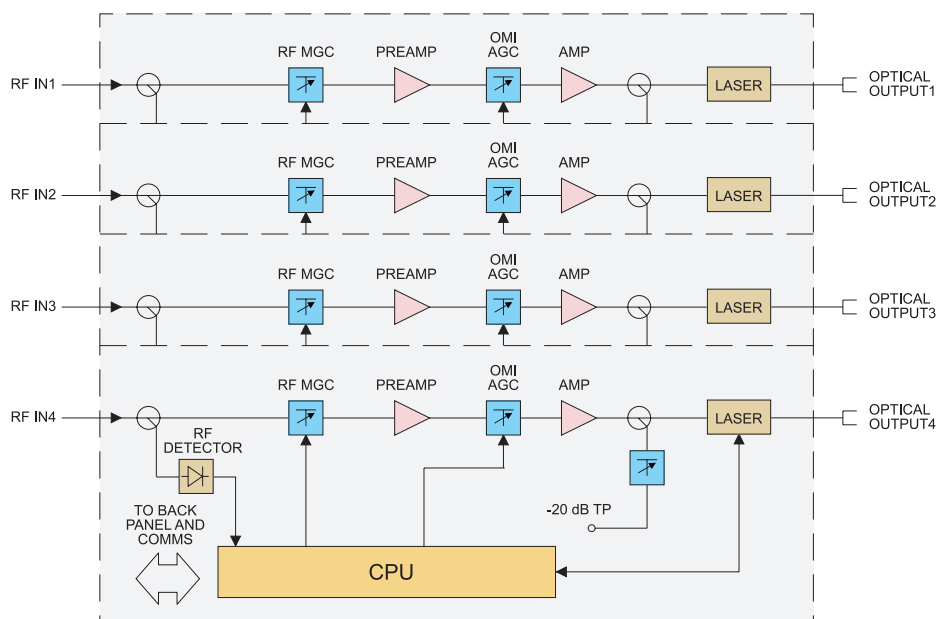 RF IN1
RF MGC
PREAMP
OMI
AGC
AMP
LASER
OPTICAL
OUTPUT1
RF IN2
RF MGC
PREAMP
OMI
AGC
AMP
LASER
OPTICAL
OUTPUT2
RF IN3
RF MGC
PREAMP
OMI
AGC
AMP
LASER
OPTICAL
OUTPUT3
RF IN4
RF MGC
PREAMP
OMI
AGC
AMP
LASER
OPTICAL
OUTPUT4
RF
DETECTOR
-20 dB TP
TO BACK
PANEL AND
COMMS
CPU